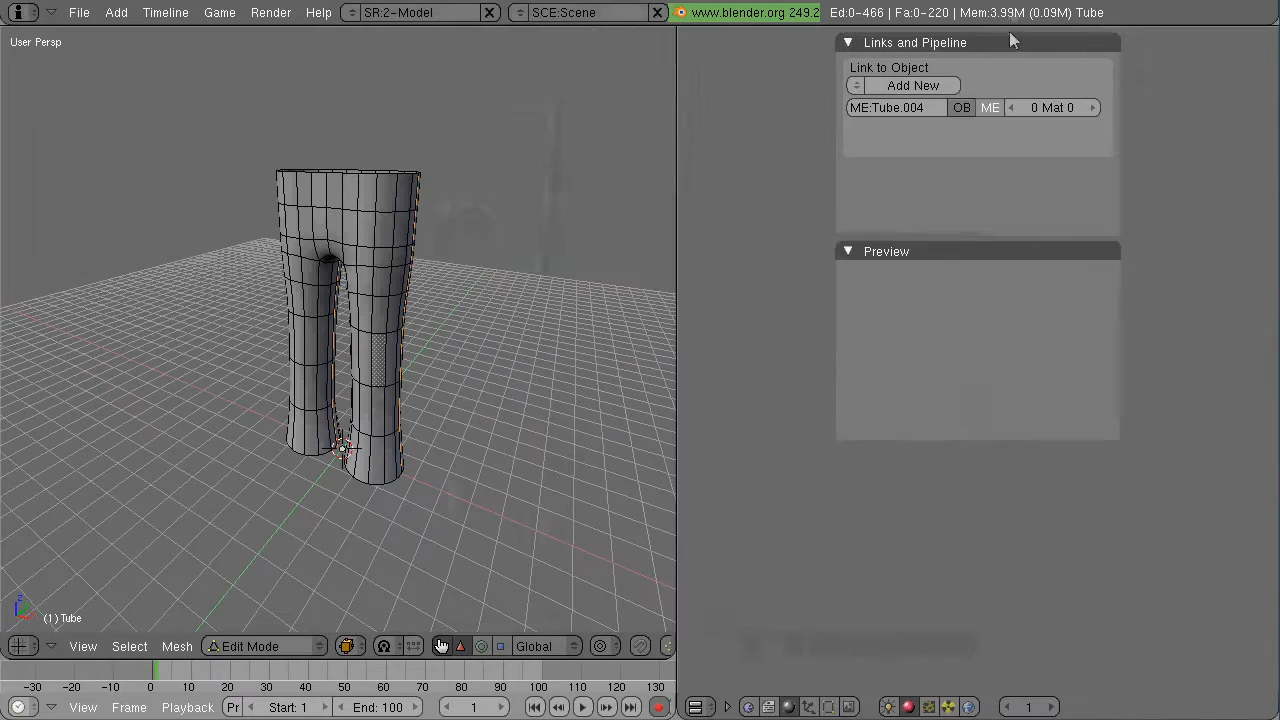 File Add Timeline Game Render Help SR:2-Model SCE:Scene www.blender.org 249.2 Ed:0-466 | Fa:0-220 | Mem:3.99M (0.09M) Tube
User Persp
Links and Pipeline
Link to Object
Add New
ME:Tube.004 OB ME 0 Mat 0
Preview
z
(1) Tube
View Select Mesh Edit Mode Global
-30 -20 -10 0 10 20 30 40 50 60 70 80 90 100 110 120 130
View Frame Playback Pr Start: 1 End: 100 1 1